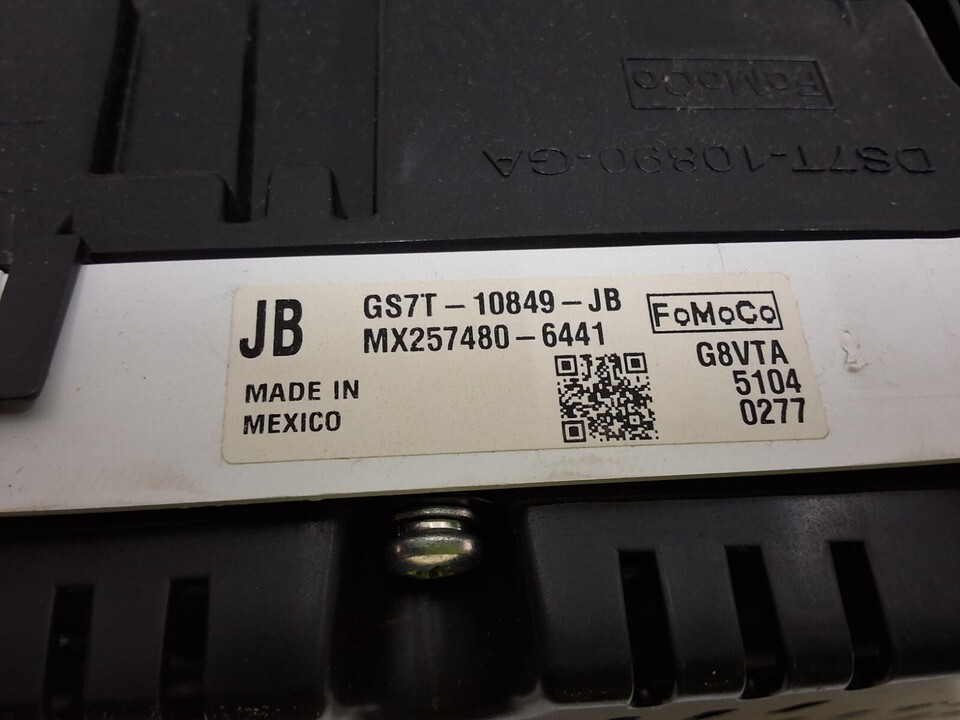 FoMoCo
DS7T-10890-GA
JB
GS7T-10849-JB
MX257480-6441
FoMoCo
MADE IN
MEXICO
G8VTA
5104
0277